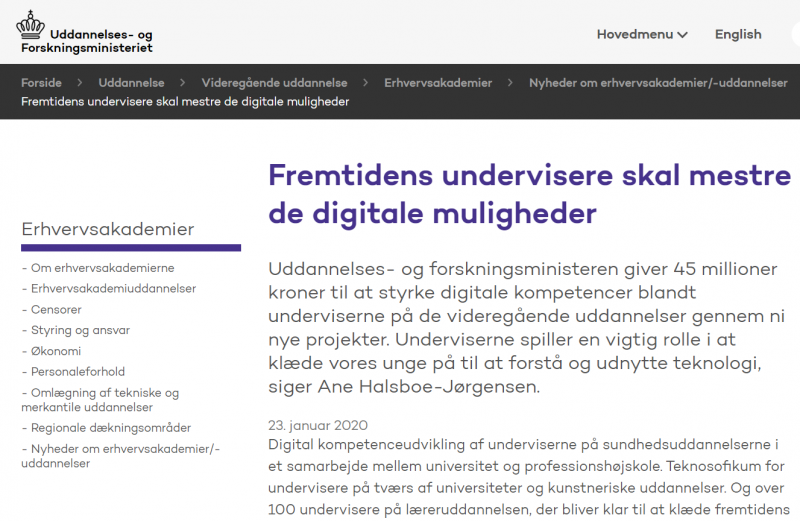 Uddannelses- og
Forskningsministeriet
Hovedmenu
English
Forside
Uddannelse
Videregående uddannelse
Erhvervsakademier
Nyheder om erhvervsakademier/-uddannelser
Fremtidens undervisere skal mestre de digitale muligheder
Fremtidens undervisere skal mestre
de digitale muligheder
Erhvervsakademier
- Om erhvervsakademierne
- Erhvervsakademiuddannelser
- Censorer
- Styring og ansvar
- Økonomi
- Personaleforhold
- Omlægning af tekniske og
merkantile uddannelser
- Regionale dækningsområder
- Nyheder om erhvervsakademier/-
uddannelser
Uddannelses- og forskningsministeren giver 45 millioner
kroner til at styrke digitale kompetencer blandt
underviserne på de videregående uddannelser gennem ni
nye projekter. Underviserne spiller en vigtig rolle i at
klæde vores unge på til at forstå og udnytte teknologi,
siger Ane Halsboe-Jørgensen.
23. januar 2020
Digital kompetenceudvikling af underviserne på sundhedsuddannelserne i
et samarbejde mellem universitet og professionshøjskole. Teknosofikum for
undervisere på tværs af universiteter og kunstneriske uddannelser. Og over
100 undervisere på læreruddannelsen, der bliver klar til at klæde fremtidens